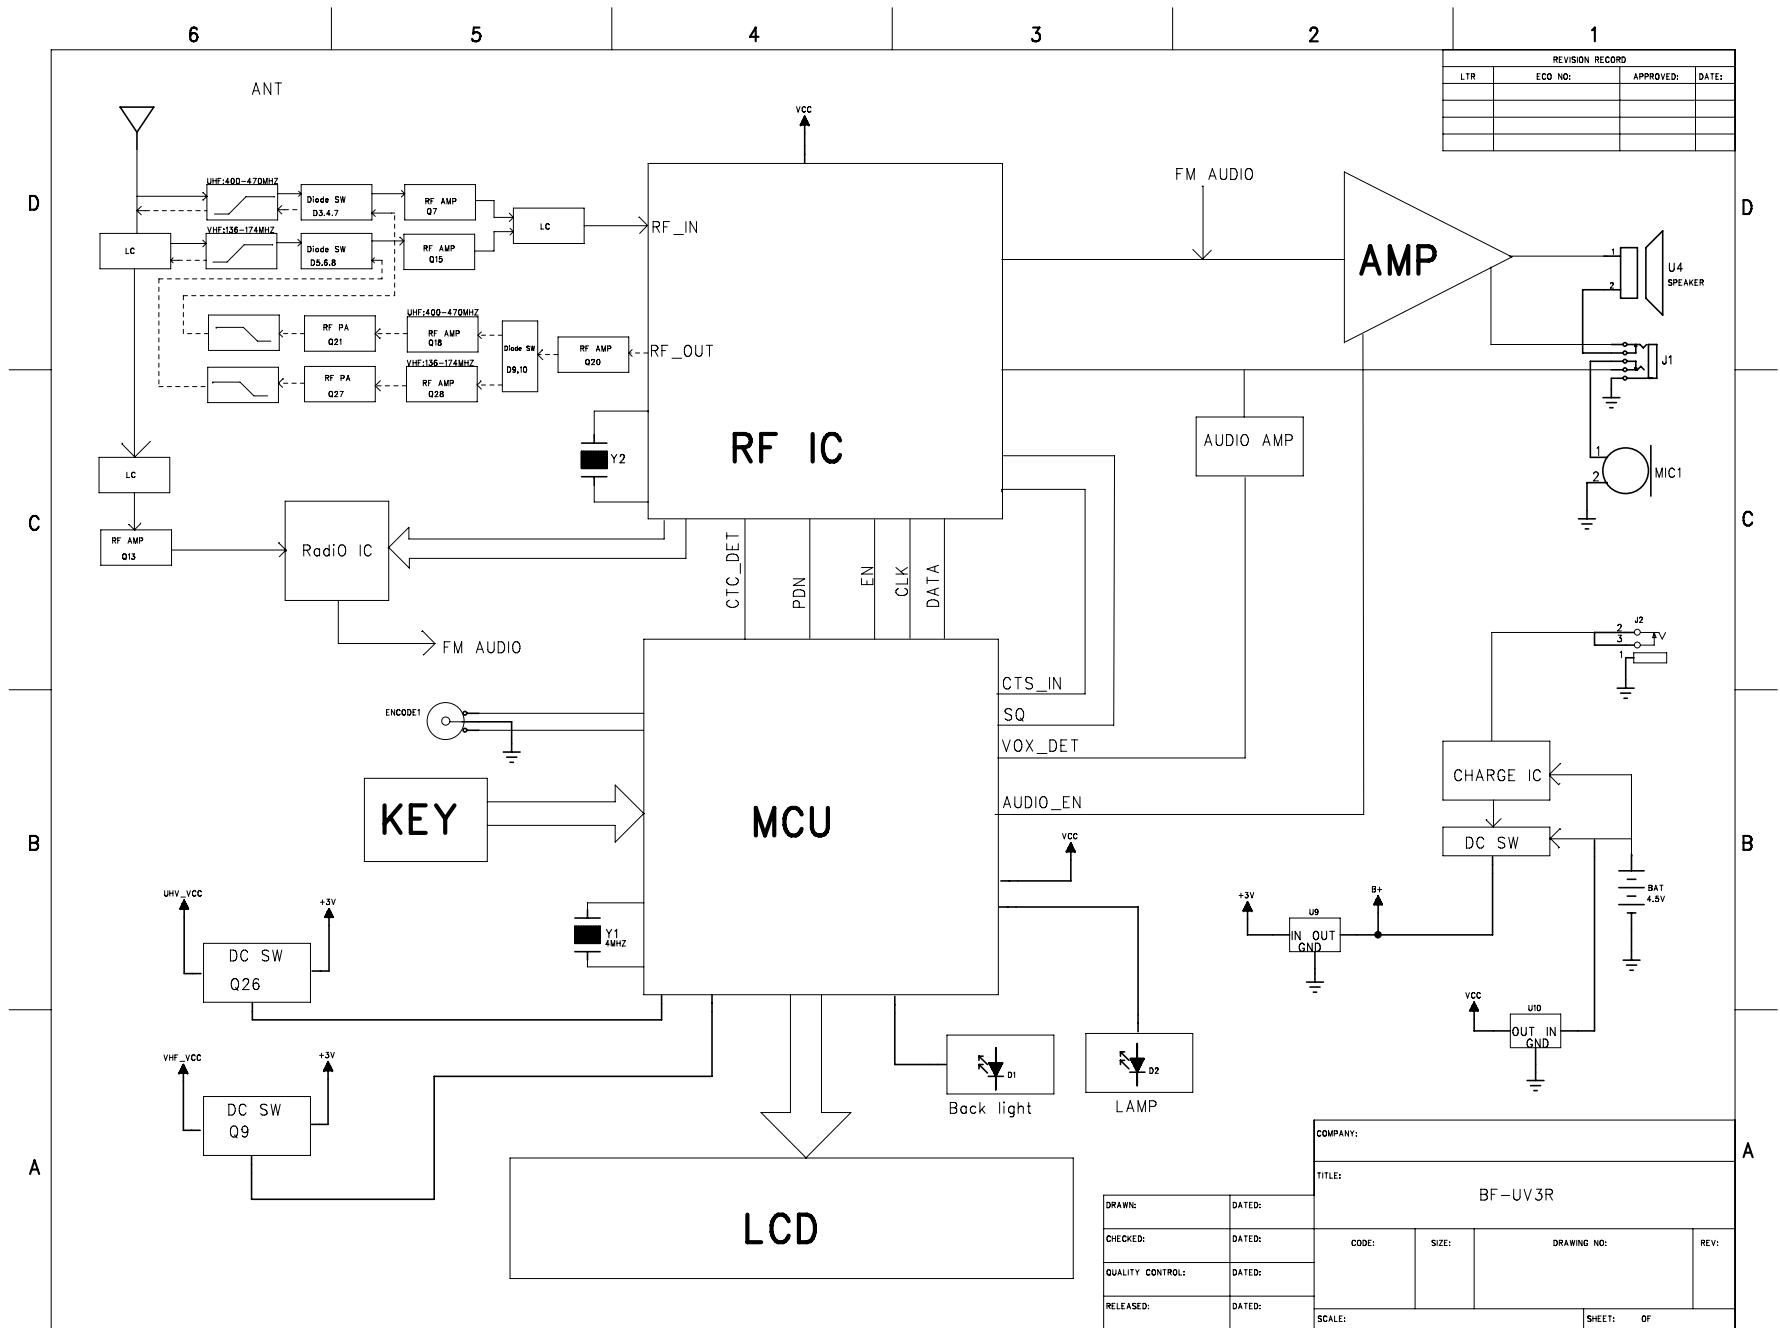 6 5 4 3 2 1
REVISION RECORD
LTR ECO NO: APPROVED: DATE:
ANT
VCC
D
D
UHF:400-470MHZ
Diode SW
D3.4.7
RF AMP
Q7
LC
RF_IN
FM AUDIO
AMP
1
2
U4
SPEAKER
VHF:136-174MHZ
LC
Diode SW
D5.6.8
RF AMP
Q15
UHF:400-470MHZ
RF PA
Q21
RF AMP
Q18
Diode SW
D9,10
RF AMP
Q20
RF_OUT
VHF:136-174MHZ
RF PA
Q27
RF AMP
Q28
J1
RF IC
Y2
AUDIO AMP
1
2
MIC1
LC
C
C
RF AMP
Q13
RadiO IC
CTC_DET
PDN
EN
CLK
DATA
FM AUDIO
J2
2
3
1
CTS_IN
SQ
VOX_DET
AUDIO_EN
ENCODE1
KEY
MCU
CHARGE IC
DC SW
B
B
VCC
BAT
4.5V
UHV_VCC
+3V
DC SW
Q26
Y1
4MHZ
+3V
U9
IN OUT
GND
B+
VCC
U10
OUT IN
GND
VHF_VCC
+3V
DC SW
Q9
D1
Back light
D2
LAMP
A
A
LCD
COMPANY:
TITLE:
BF-UV3R
DRAWN: DATED:
CHECKED: DATED:
QUALITY CONTROL: DATED:
RELEASED: DATED:
CODE: SIZE: DRAWING NO: REV:
SCALE: SHEET: OF